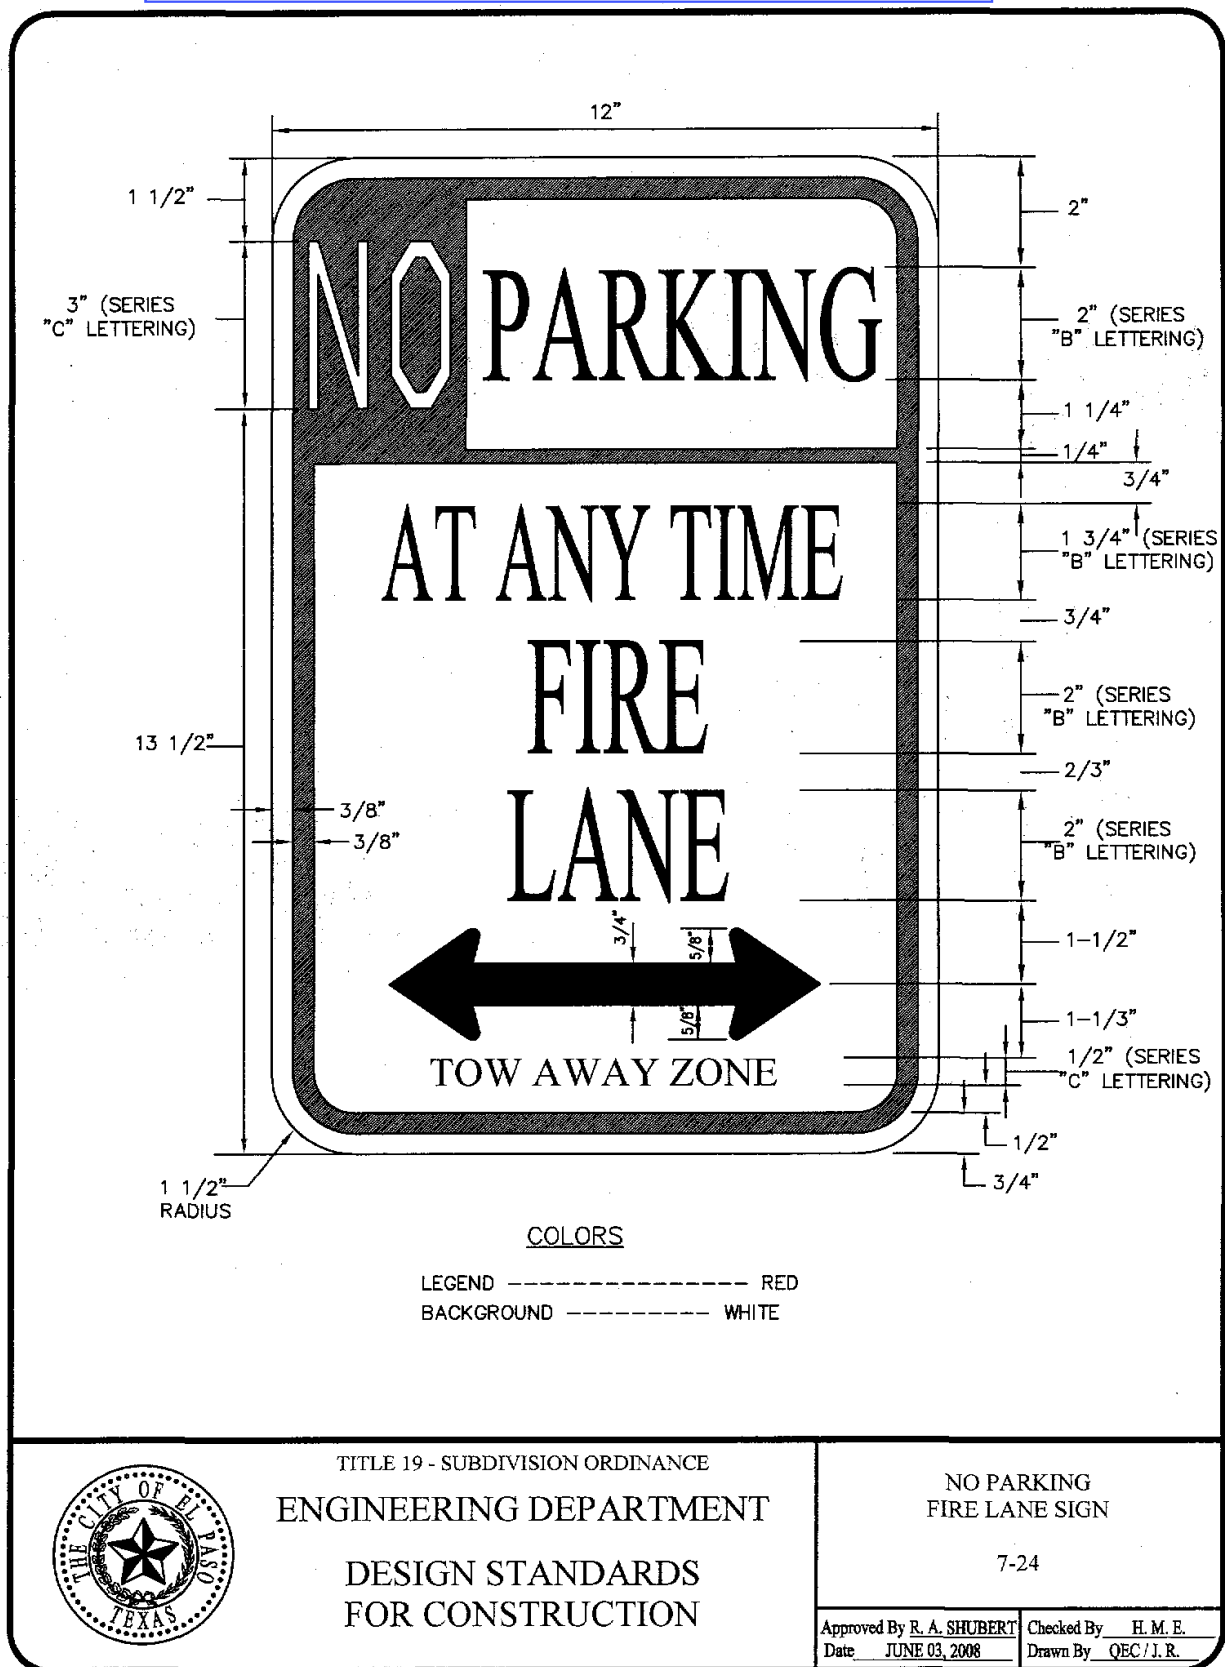 12"
1 1/2"
2"
3" (SERIES
"C" LETTERING)
NO PARKING
2" (SERIES
"B" LETTERING)
1 1/4"
1/4"
3/4"
AT ANY TIME
1 3/4" (SERIES
"B" LETTERING)
3/4"
FIRE
2" (SERIES
"B" LETTERING)
13 1/2"
2/3"
3/8"
3/8"
LANE
2" (SERIES
"B" LETTERING)
3/4"
5/8"
1-1/2"
5/8"
1-1/3"
TOW AWAY ZONE
1/2" (SERIES
"C" LETTERING)
1/2"
3/4"
1 1/2"
RADIUS
COLORS
LEGEND --------------- RED
BACKGROUND --------- WHITE
THE CITY OF EL PASO
TEXAS
TITLE 19 - SUBDIVISION ORDINANCE
ENGINEERING DEPARTMENT
DESIGN STANDARDS
FOR CONSTRUCTION
NO PARKING
FIRE LANE SIGN
7-24
Approved By R. A. SHUBERT
Date JUNE 03, 2008
Checked By H. M. E.
Drawn By QEC / J. R.